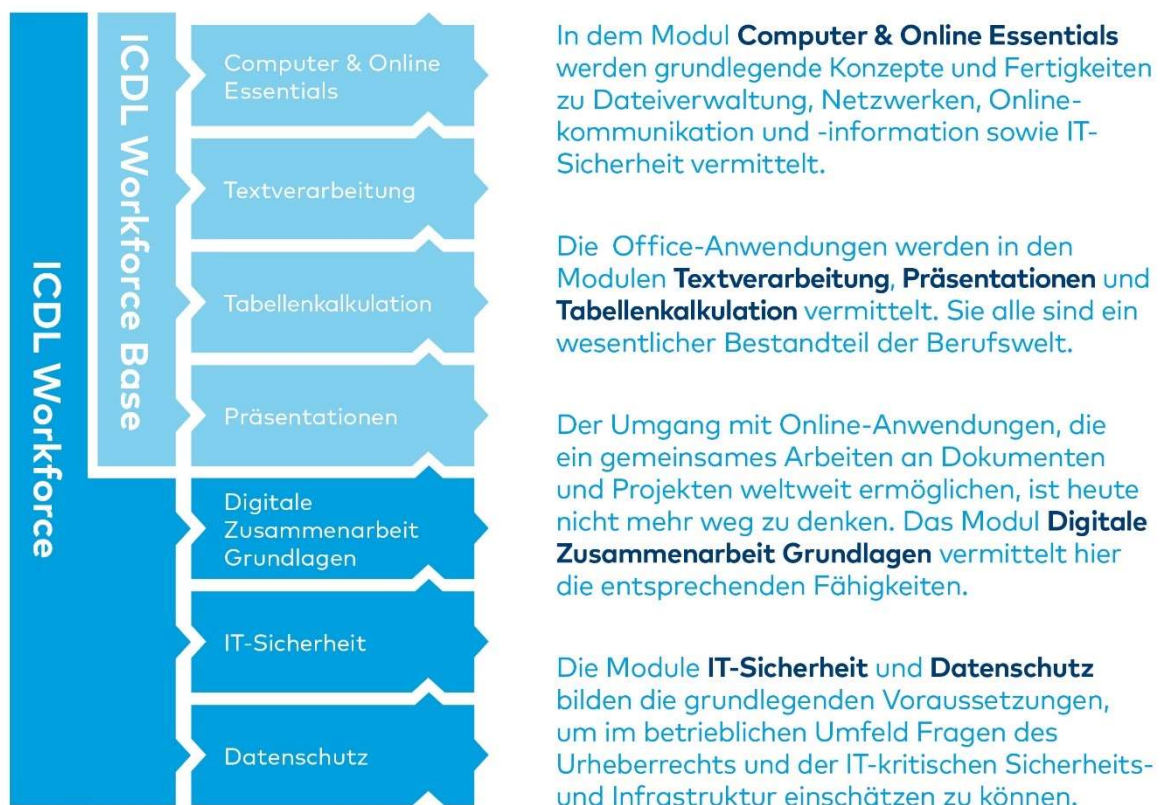 ICDL Workforce
ICDL Workforce Base
Computer & Online
Essentials
Textverarbeitung
Tabellenkalkulation
Präsentationen
Digitale
Zusammenarbeit
Grundlagen
IT-Sicherheit
Datenschutz
In dem Modul Computer & Online Essentials
werden grundlegende Konzepte und Fertigkeiten
zu Dateiverwaltung, Netzwerken, Online-
kommunikation und -information sowie IT-
Sicherheit vermittelt.
Die Office-Anwendungen werden in den
Modulen Textverarbeitung, Präsentationen und
Tabellenkalkulation vermittelt. Sie alle sind ein
wesentlicher Bestandteil der Berufswelt.
Der Umgang mit Online-Anwendungen, die
ein gemeinsames Arbeiten an Dokumenten
und Projekten weltweit ermöglichen, ist heute
nicht mehr weg zu denken. Das Modul Digitale
Zusammenarbeit Grundlagen vermittelt hier
die entsprechenden Fähigkeiten.
Die Module IT-Sicherheit und Datenschutz
bilden die grundlegenden Voraussetzungen,
um im betrieblichen Umfeld Fragen des
Urheberrechts und der IT-kritischen Sicherheits-
und Infrastruktur einschätzen zu können.